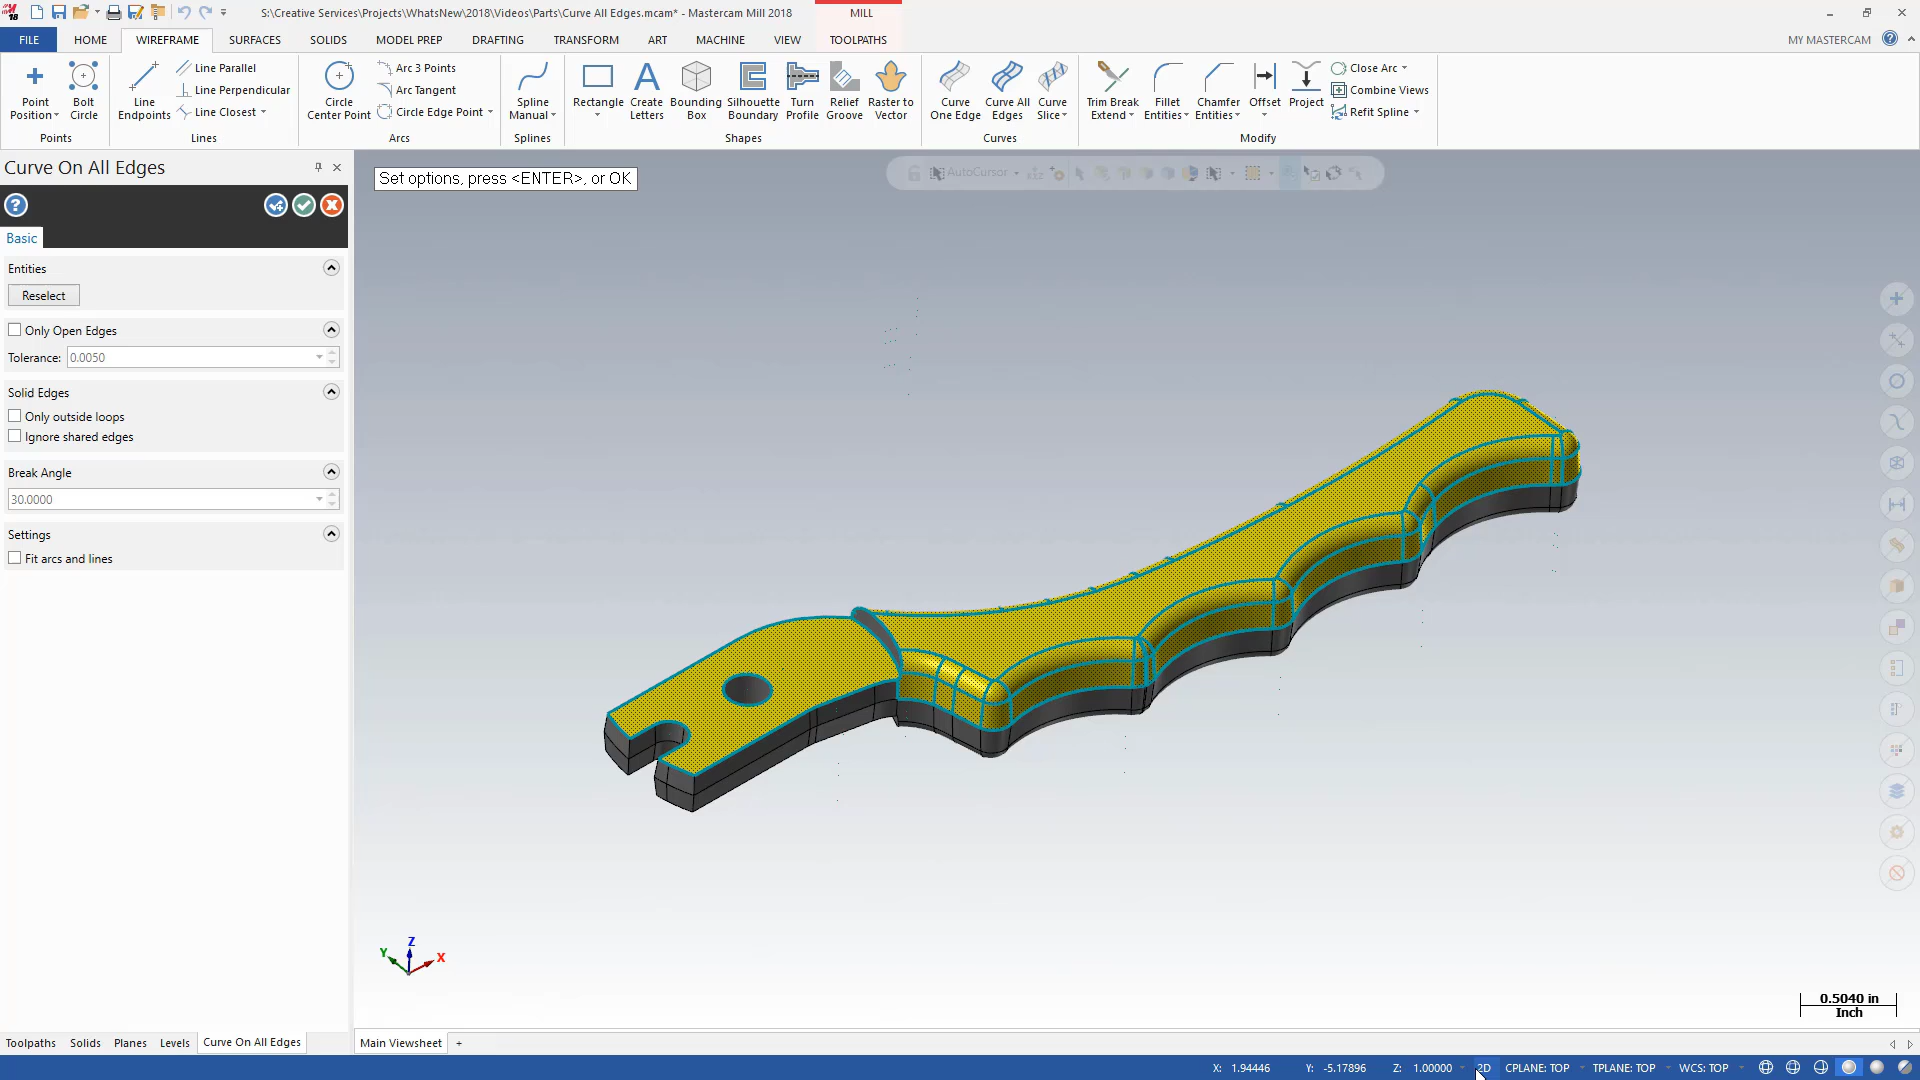 S:\Creative Services\Projects\WhatsNew\2018\Videos\Parts\Curve All Edges.mcam* - Mastercam Mill 2018
MILL
FILE HOME WIREFRAME SURFACES SOLIDS MODEL PREP DRAFTING TRANSFORM ART MACHINE VIEW TOOLPATHS MY MASTERCAM
Point Position
Bolt Circle
Points
Line Endpoints
Line Parallel
Line Perpendicular
Line Closest
Lines
Circle Center Point
Arc 3 Points
Arc Tangent
Circle Edge Point
Arcs
Spline Manual
Splines
Rectangle
Create Letters
Bounding Box
Silhouette Boundary
Turn Profile
Relief Groove
Raster to Vector
Shapes
Curve One Edge
Curve All Edges
Curve Slice
Curves
Trim Break Extend
Fillet Entities
Chamfer Entities
Offset
Project
Close Arc
Combine Views
Refit Spline
Modify
Curve On All Edges
Basic
Entities
Reselect
Only Open Edges
Tolerance: 0.0050
Solid Edges
Only outside loops
Ignore shared edges
Break Angle
30.0000
Settings
Fit arcs and lines
Set options, press <ENTER>, or OK
AutoCursor
Z
Y
X
0.5040 in
Inch
Toolpaths Solids Planes Levels Curve On All Edges
Main Viewsheet +
X: 1.94446 Y: -5.17896 Z: 1.00000 2D CPLANE: TOP TPLANE: TOP WCS: TOP